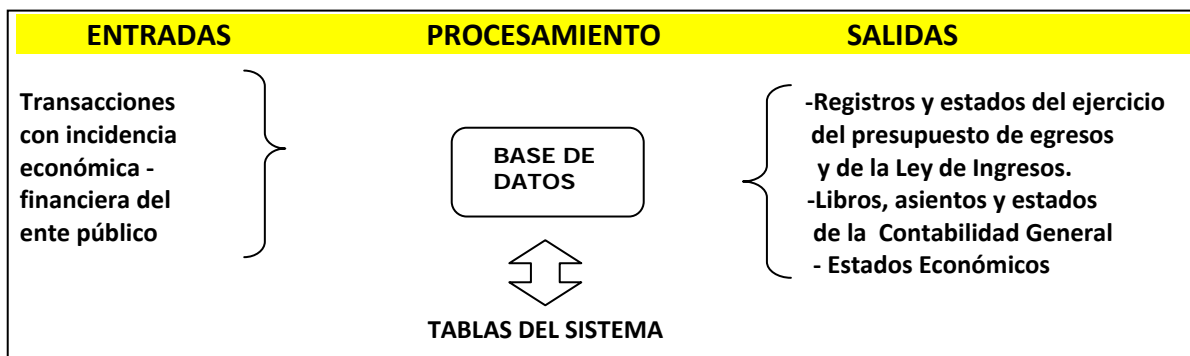 ENTRADAS PROCESAMIENTO SALIDAS
Transacciones
con incidencia
económica -
financiera del
ente público
BASE DE
DATOS
TABLAS DEL SISTEMA
-Registros y estados del ejercicio
del presupuesto de egresos
y de la Ley de Ingresos.
-Libros, asientos y estados
de la Contabilidad General
- Estados Económicos